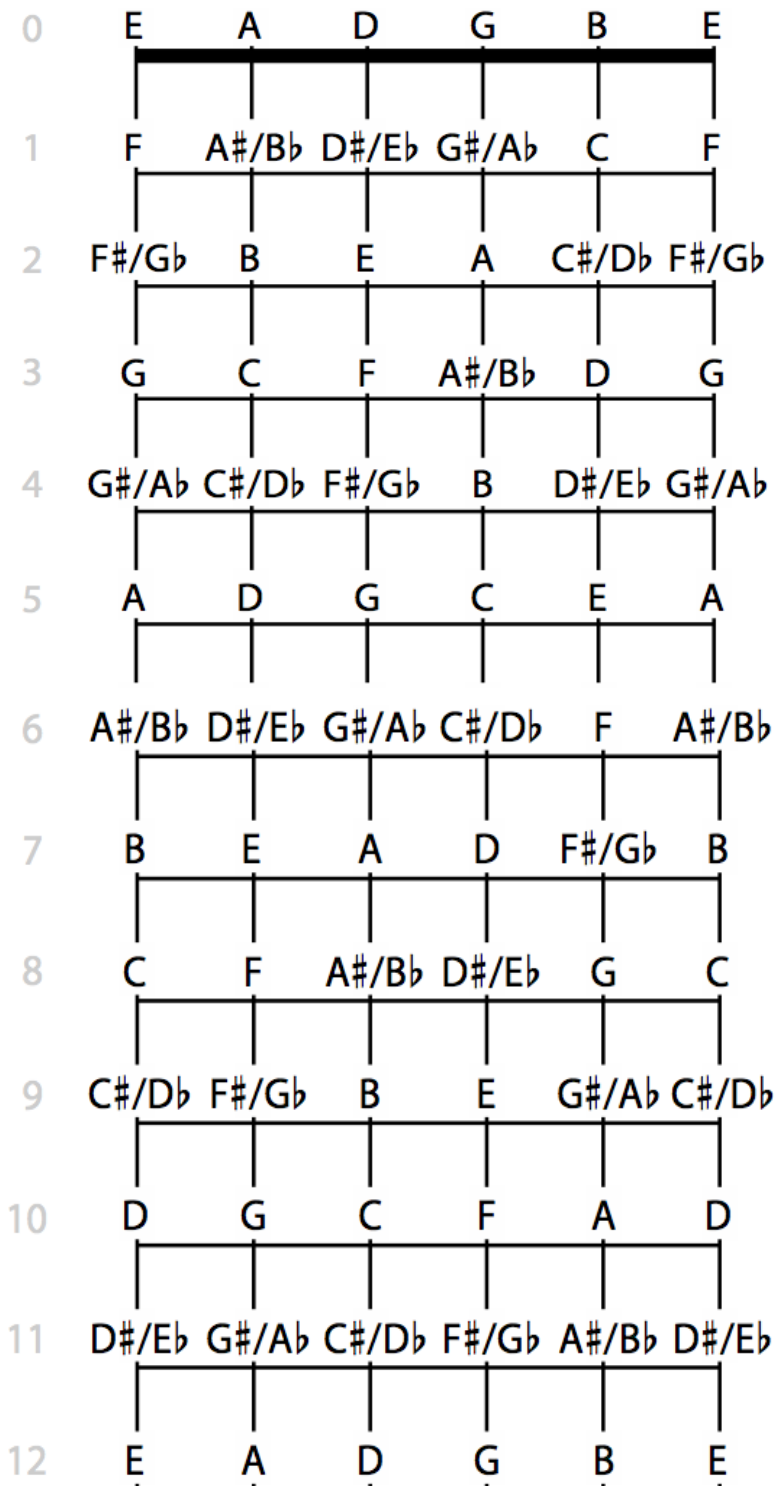 0 E A D G B E
1 F A♯/B♭ D♯/E♭ G♯/A♭ C F
2 F♯/G♭ B E A C♯/D♭ F♯/G♭
3 G C F A♯/B♭ D G
4 G♯/A♭ C♯/D♭ F♯/G♭ B D♯/E♭ G♯/A♭
5 A D G C E A
6 A♯/B♭ D♯/E♭ G♯/A♭ C♯/D♭ F A♯/B♭
7 B E A D F♯/G♭ B
8 C F A♯/B♭ D♯/E♭ G C
9 C♯/D♭ F♯/G♭ B E G♯/A♭ C♯/D♭
10 D G C F A D
11 D♯/E♭ G♯/A♭ C♯/D♭ F♯/G♭ A♯/B♭ D♯/E♭
12 E A D G B E